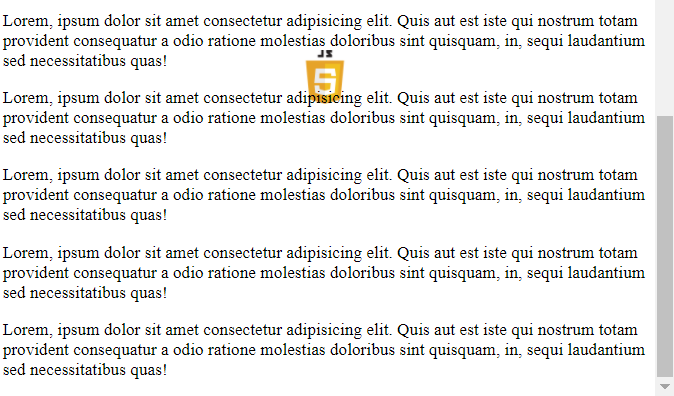 Lorem, ipsum dolor sit amet consectetur adipisicing elit. Quis aut est iste qui nostrum totam
provident consequatur a odio ratione molestias doloribus sint quisquam, in, sequi laudantium
sed necessitatibus quas!
JS
5
Lorem, ipsum dolor sit amet consectetur adipisicing elit. Quis aut est iste qui nostrum totam
provident consequatur a odio ratione molestias doloribus sint quisquam, in, sequi laudantium
sed necessitatibus quas!
Lorem, ipsum dolor sit amet consectetur adipisicing elit. Quis aut est iste qui nostrum totam
provident consequatur a odio ratione molestias doloribus sint quisquam, in, sequi laudantium
sed necessitatibus quas!
Lorem, ipsum dolor sit amet consectetur adipisicing elit. Quis aut est iste qui nostrum totam
provident consequatur a odio ratione molestias doloribus sint quisquam, in, sequi laudantium
sed necessitatibus quas!
Lorem, ipsum dolor sit amet consectetur adipisicing elit. Quis aut est iste qui nostrum totam
provident consequatur a odio ratione molestias doloribus sint quisquam, in, sequi laudantium
sed necessitatibus quas!